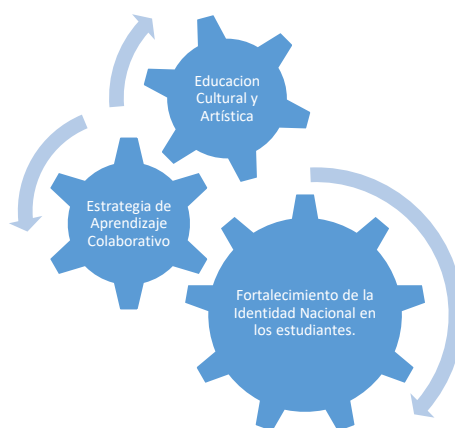 Educacion
Cultural y
Artística
Estrategia de
Aprendizaje
Colaborativo
Fortalecimiento de la
Identidad Nacional en
los estudiantes.